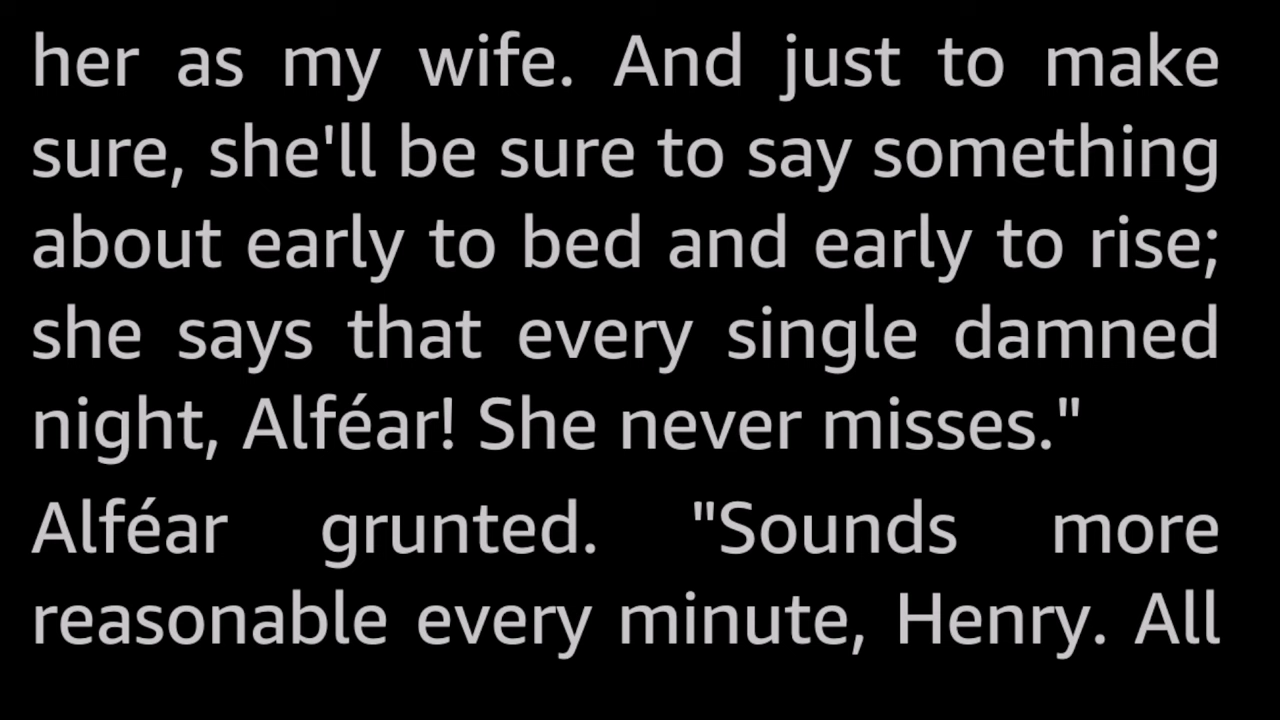 her as my wife. And just to make
sure, she'll be sure to say something
about early to bed and early to rise;
she says that every single damned
night, Alféar! She never misses."
Alféar grunted. "Sounds more
reasonable every minute, Henry. All